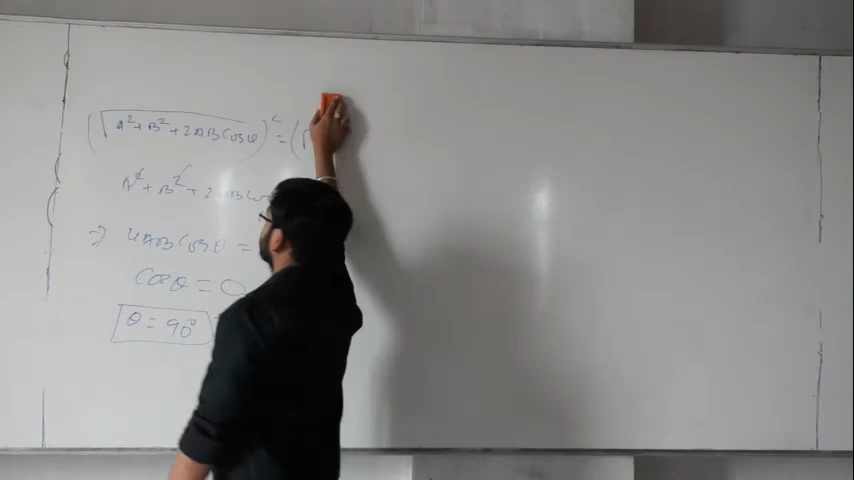 (√A²+B²+2ABCosθ)² = (√
A²+B²+2ABCos
⇒ 4ABCosθ =
Cosθ = 0
θ = 90°